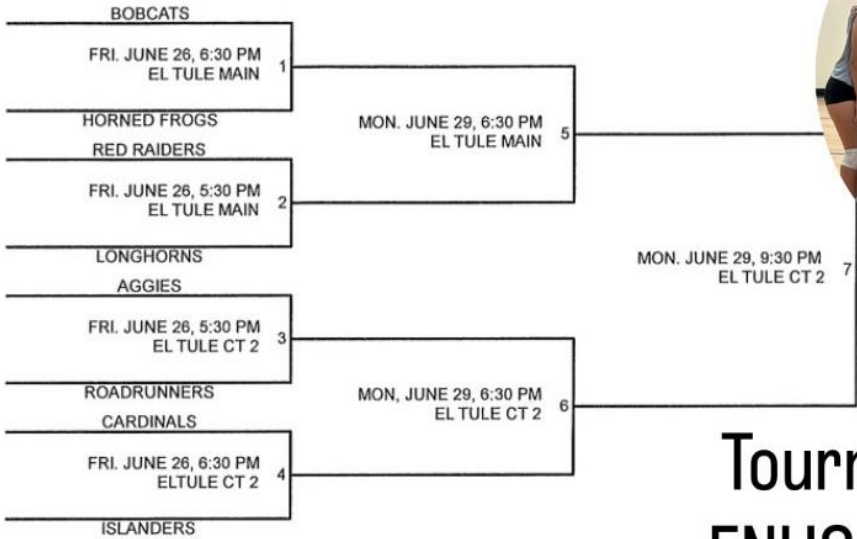 BOBCATS
FRI. JUNE 26, 6:30 PM
EL TULE MAIN
1
HORNED FROGS
RED RAIDERS
FRI. JUNE 26, 5:30 PM
EL TULE MAIN
2
LONGHORNS
AGGIES
FRI. JUNE 26, 5:30 PM
EL TULE CT 2
3
ROADRUNNERS
CARDINALS
FRI. JUNE 26, 6:30 PM
ELTULE CT 2
4
ISLANDERS
MON. JUNE 29, 6:30 PM
EL TULE MAIN
5
MON, JUNE 29, 6:30 PM
EL TULE CT 2
6
MON. JUNE 29, 9:30 PM
EL TULE CT 2
7